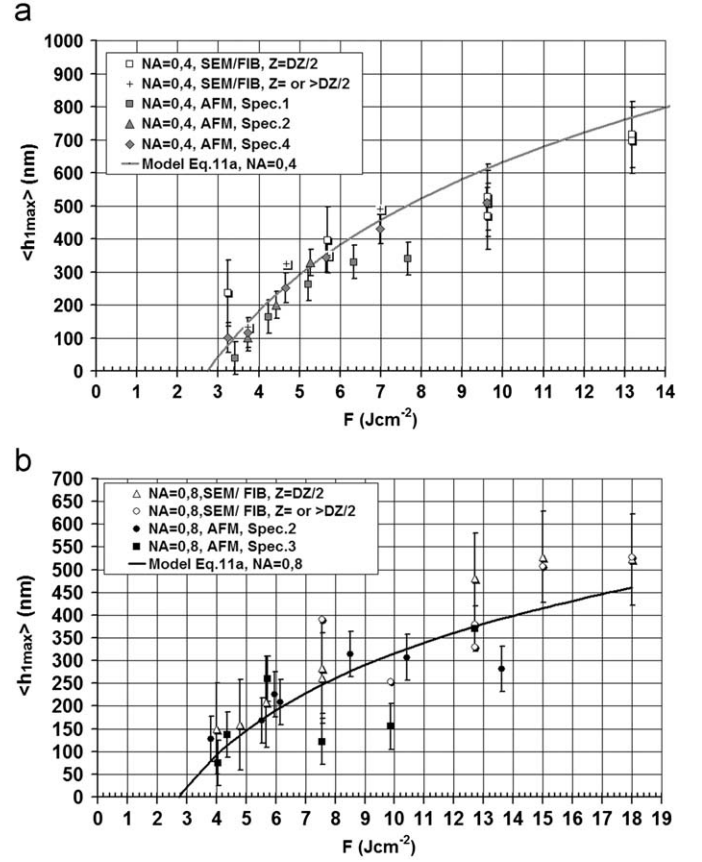 a
1000
900
800
700
600
500
400
300
200
100
0
<h1max> (nm)
NA=0,4, SEM/FIB, Z=DZ/2
NA=0,4, SEM/FIB, Z= or >DZ/2
NA=0,4, AFM, Spec.1
NA=0,4, AFM, Spec.2
NA=0,4, AFM, Spec.4
Model Eq.11a, NA=0,4
0 1 2 3 4 5 6 7 8 9 10 11 12 13 14
F (Jcm-2)
b
700
650
600
550
500
450
400
350
300
250
200
150
100
50
0
<h1max> (nm)
NA=0,8,SEM/ FIB, Z=DZ/2
NA=0,8,SEM/ FIB, Z= or >DZ/2
NA=0,8, AFM, Spec.2
NA=0,8, AFM, Spec.3
Model Eq.11a, NA=0,8
0 1 2 3 4 5 6 7 8 9 10 11 12 13 14 15 16 17 18 19
F (Jcm-2)